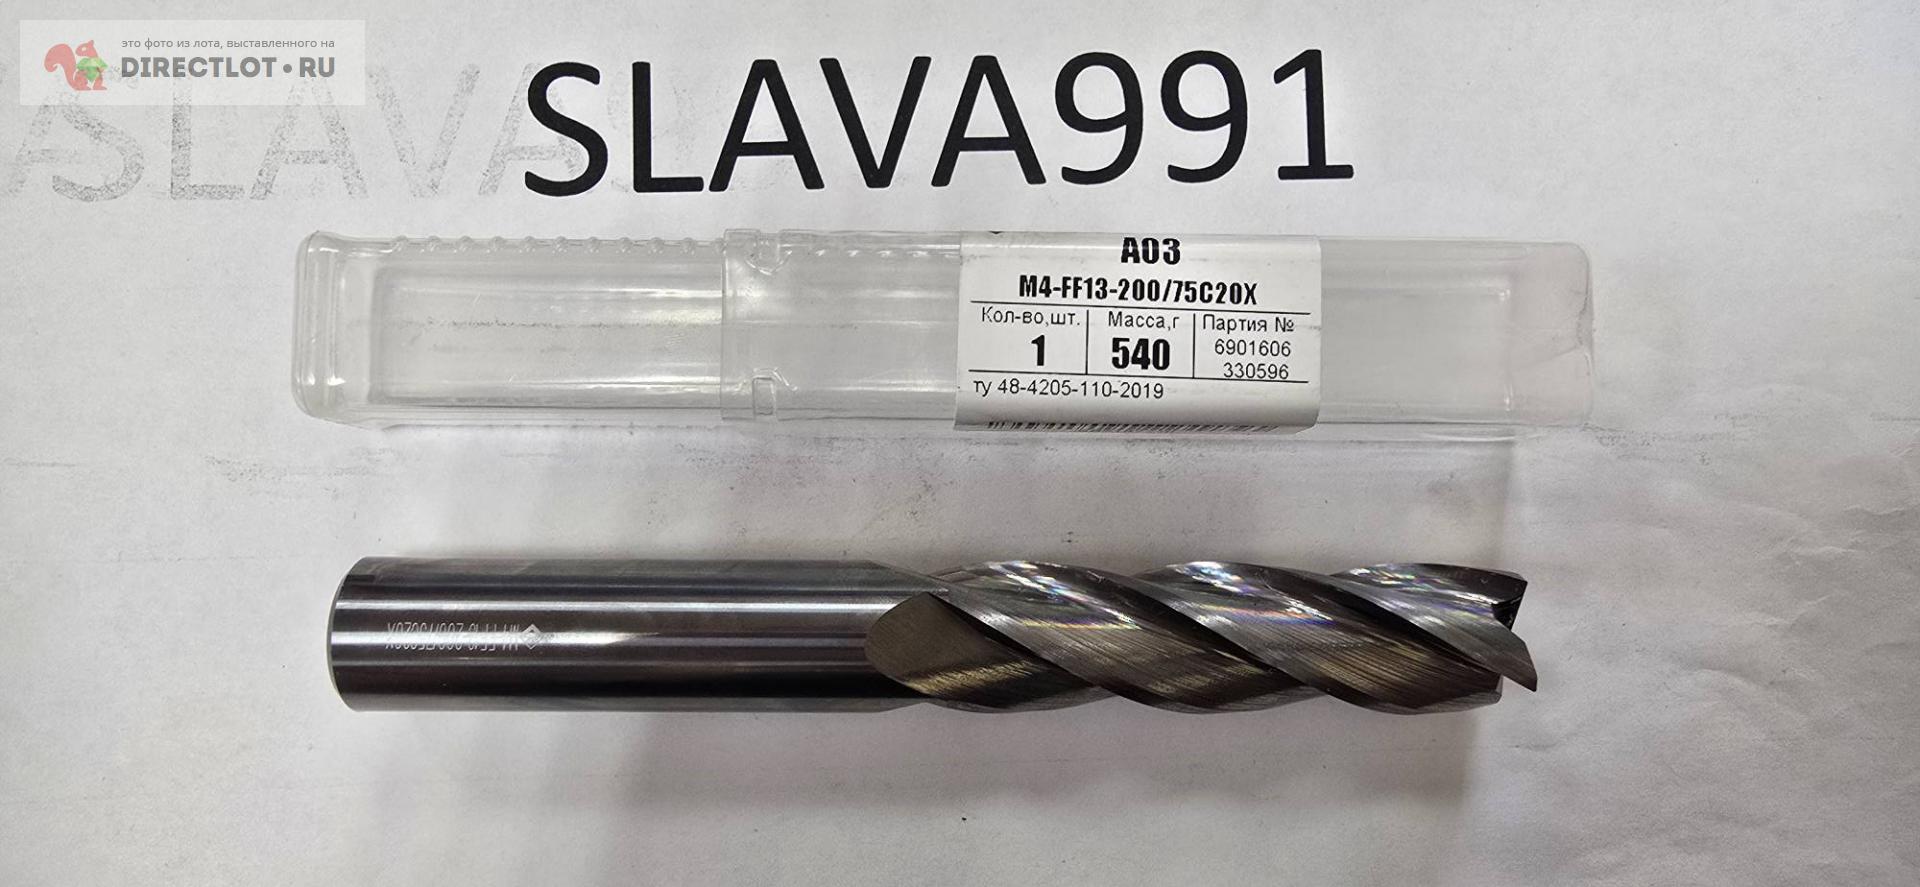 это фото из лота, выставленного на
DIRECTLOT•RU
SLAVA991
A03
M4-FF13-200/75C20X
Кол-во,шт.
Масса,г
Партия №
1
540
6901606
330596
ту 48-4205-110-2019